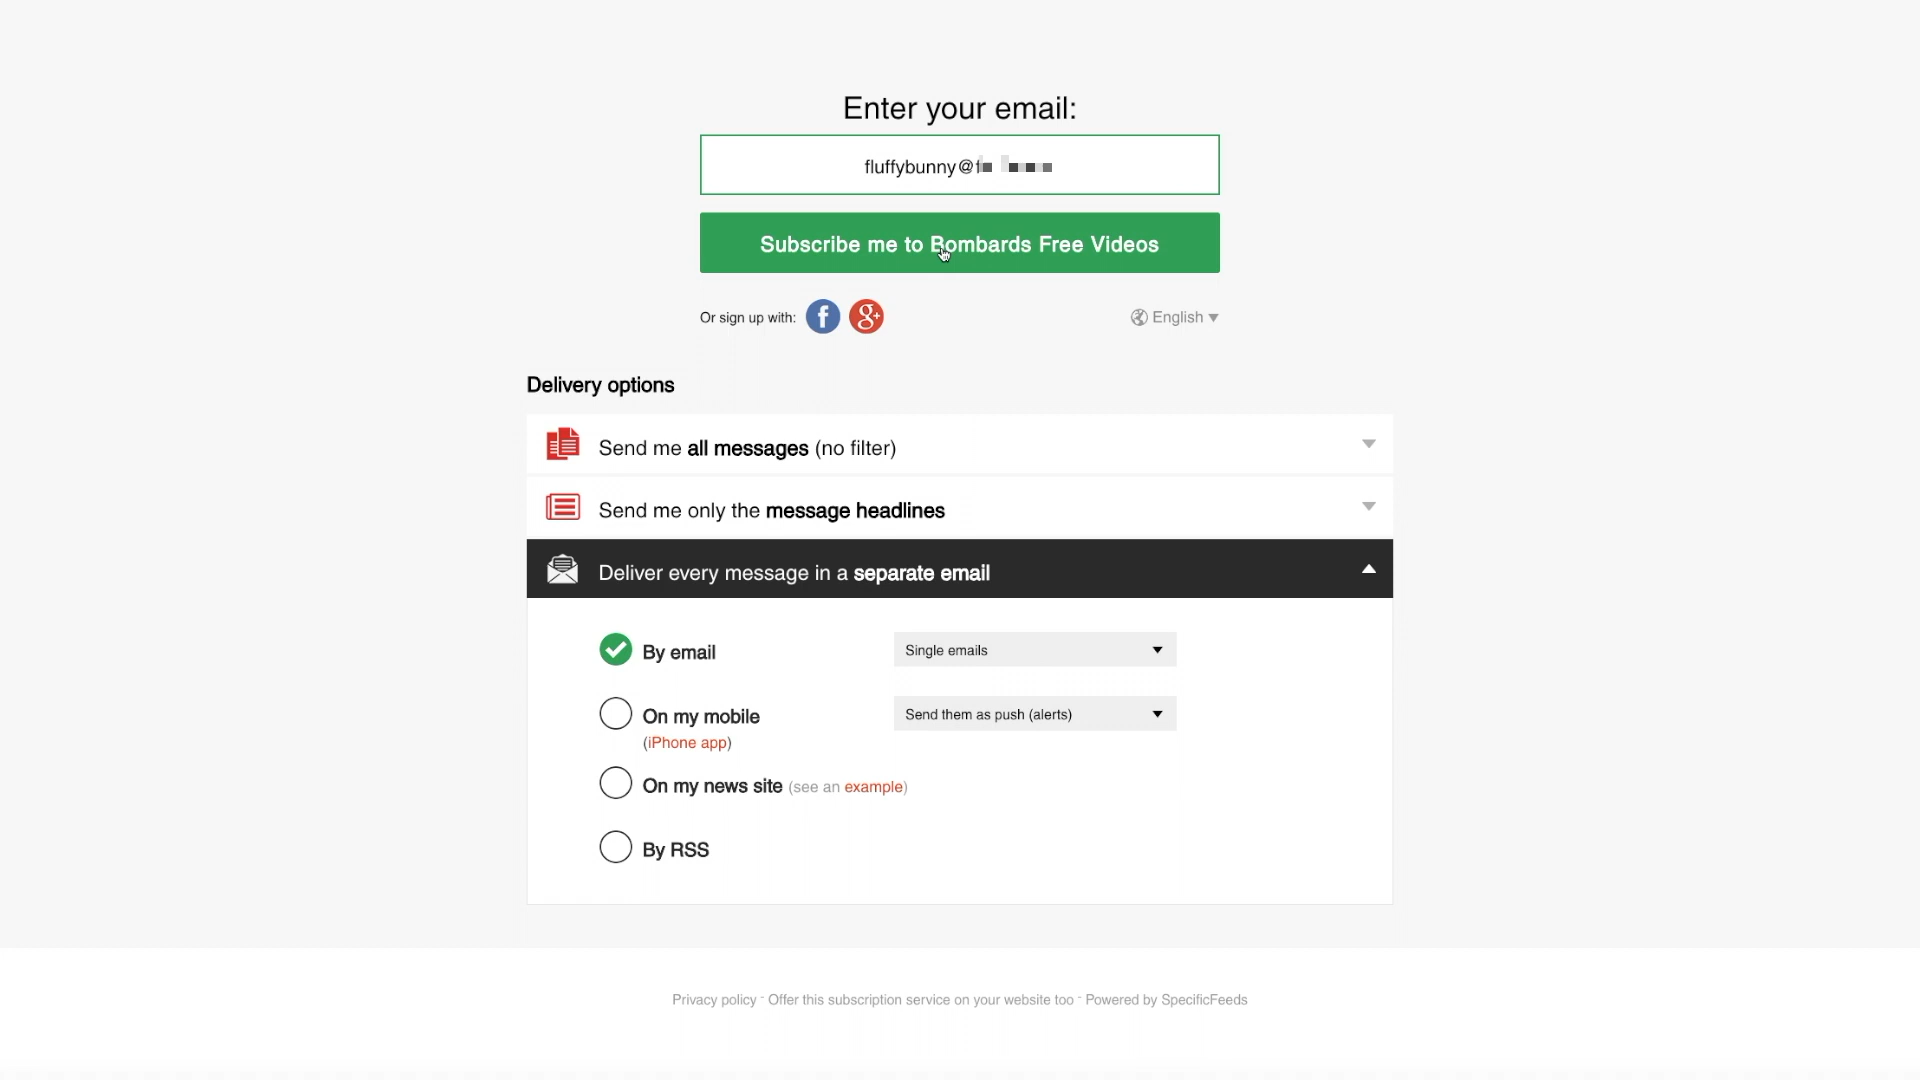 Enter your email:
fluffybunny@
Subscribe me to Bombards Free Videos
Or sign up with: f g+ English
Delivery options
Send me all messages (no filter)
Send me only the message headlines
Deliver every message in a separate email
By email Single emails
On my mobile Send them as push (alerts)
(iPhone app)
On my news site (see an example)
By RSS
Privacy policy - Offer this subscription service on your website too - Powered by SpecificFeeds